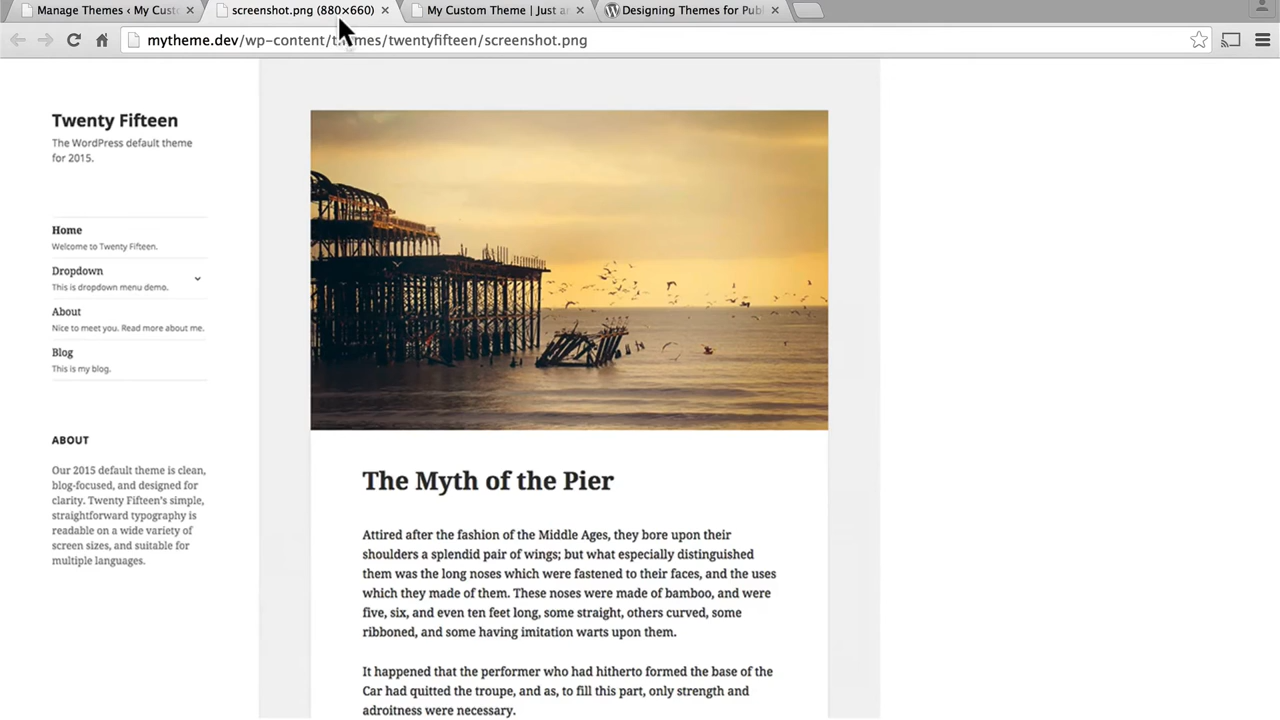 Manage Themes ‹ My Custo
screenshot.png (880×660)
My Custom Theme | Just an
Designing Themes for Publ
mytheme.dev/wp-content/themes/twentyfifteen/screenshot.png
Twenty Fifteen
The WordPress default theme
for 2015.
Home
Welcome to Twenty Fifteen.
Dropdown
This is dropdown menu demo.
About
Nice to meet you. Read more about me.
Blog
This is my blog.
ABOUT
Our 2015 default theme is clean,
blog-focused, and designed for
clarity. Twenty Fifteen's simple,
straightforward typography is
readable on a wide variety of
screen sizes, and suitable for
multiple languages.
The Myth of the Pier
Attired after the fashion of the Middle Ages, they bore upon their
shoulders a splendid pair of wings; but what especially distinguished
them was the long noses which were fastened to their faces, and the uses
which they made of them. These noses were made of bamboo, and were
five, six, and even ten feet long, some straight, others curved, some
ribboned, and some having imitation warts upon them.
It happened that the performer who had hitherto formed the base of the
Car had quitted the troupe, and as, to fill this part, only strength and
adroitness were necessary.